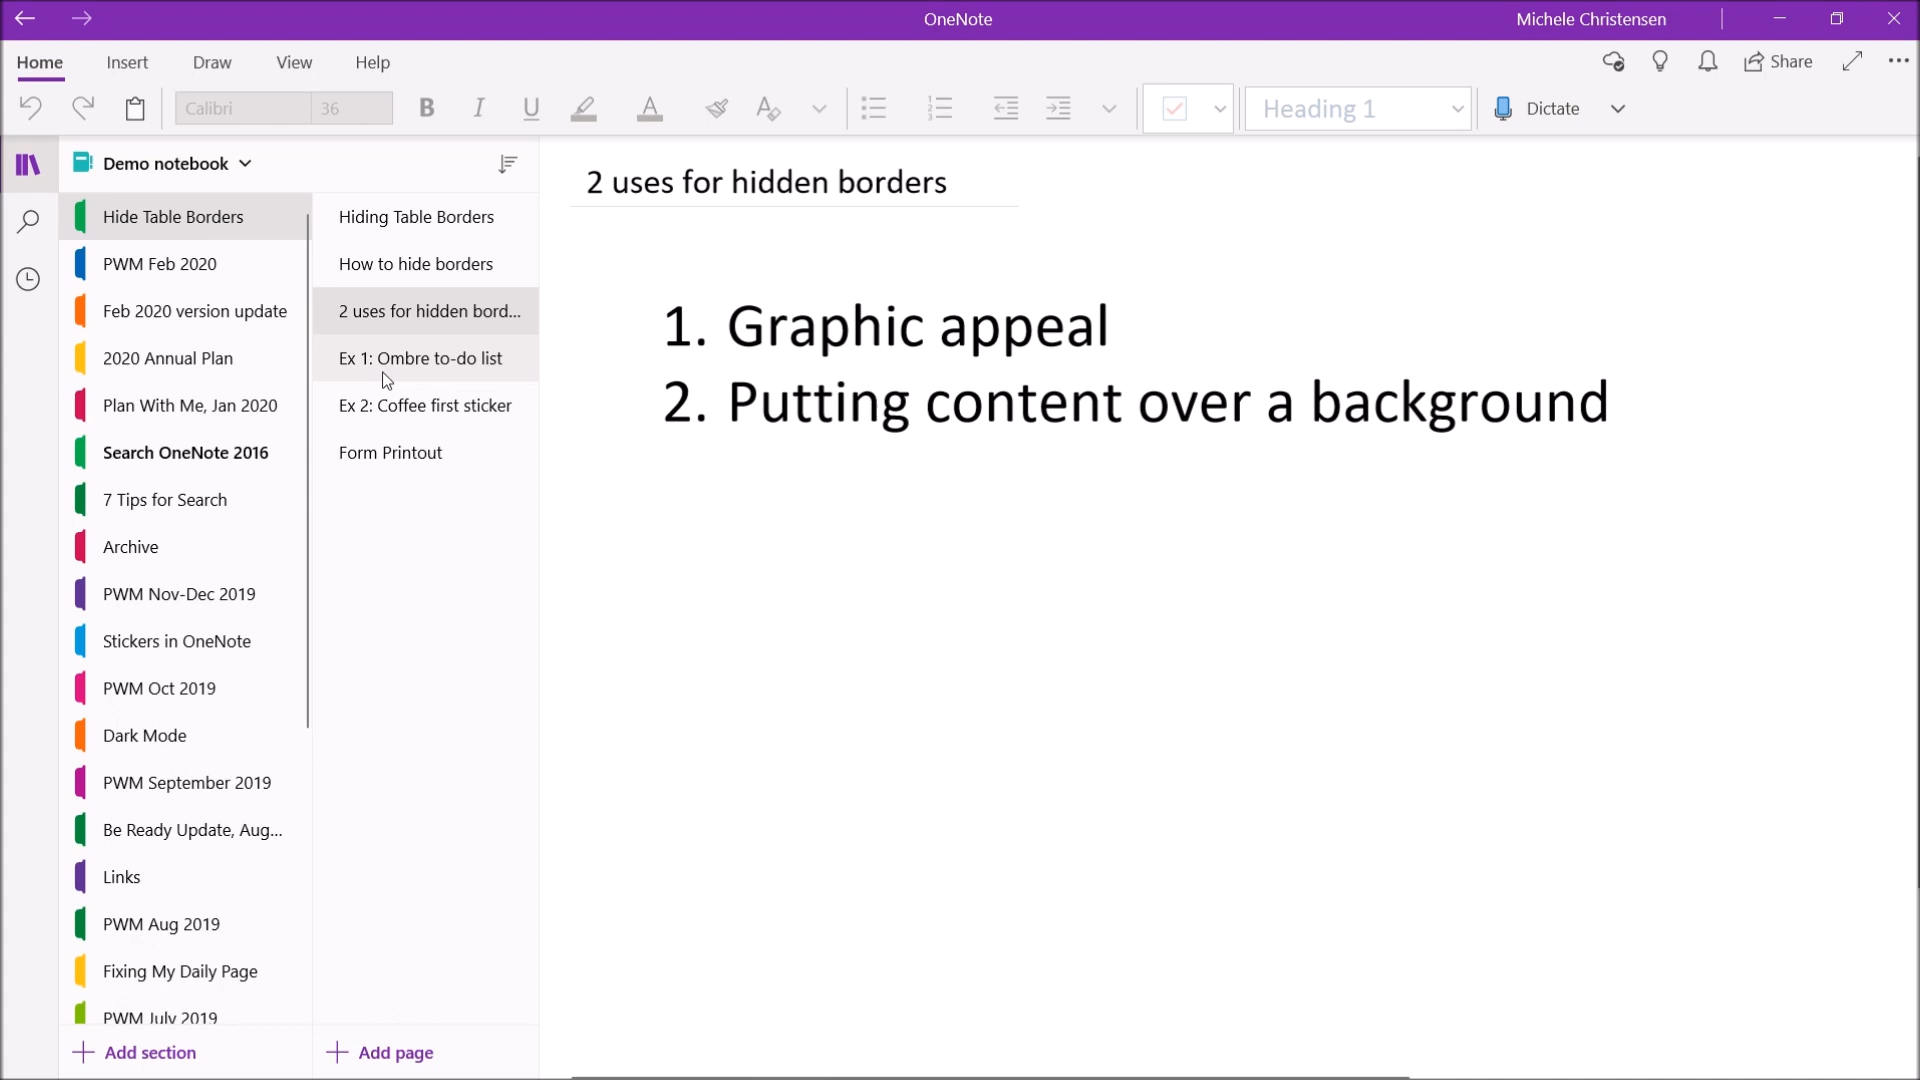 OneNote
Michele Christensen
Home
Insert
Draw
View
Help
Share
Calibri
36
B
I
U
A
A
Heading 1
Dictate
Demo notebook
Hide Table Borders
PWM Feb 2020
Feb 2020 version update
2020 Annual Plan
Plan With Me, Jan 2020
Search OneNote 2016
7 Tips for Search
Archive
PWM Nov-Dec 2019
Stickers in OneNote
PWM Oct 2019
Dark Mode
PWM September 2019
Be Ready Update, Aug...
Links
PWM Aug 2019
Fixing My Daily Page
PWM July 2019
Add section
Hiding Table Borders
How to hide borders
2 uses for hidden bord...
Ex 1: Ombre to-do list
Ex 2: Coffee first sticker
Form Printout
Add page
2 uses for hidden borders
1. Graphic appeal
2. Putting content over a background